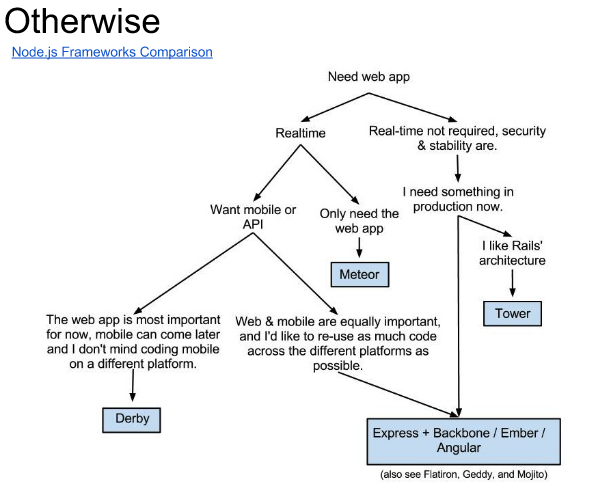 Otherwise
Node.js Frameworks Comparison
Need web app
Realtime
Real-time not required, security
& stability are.
Want mobile or
API
Only need the
web app
I need something in
production now.
I like Rails'
architecture
Meteor
Tower
The web app is most important
for now, mobile can come later
and I don't mind coding mobile
on a different platform.
Web & mobile are equally important,
and I'd like to re-use as much code
across the different platforms as
possible.
Derby
Express + Backbone / Ember /
Angular
(also see Flatiron, Geddy, and Mojito)